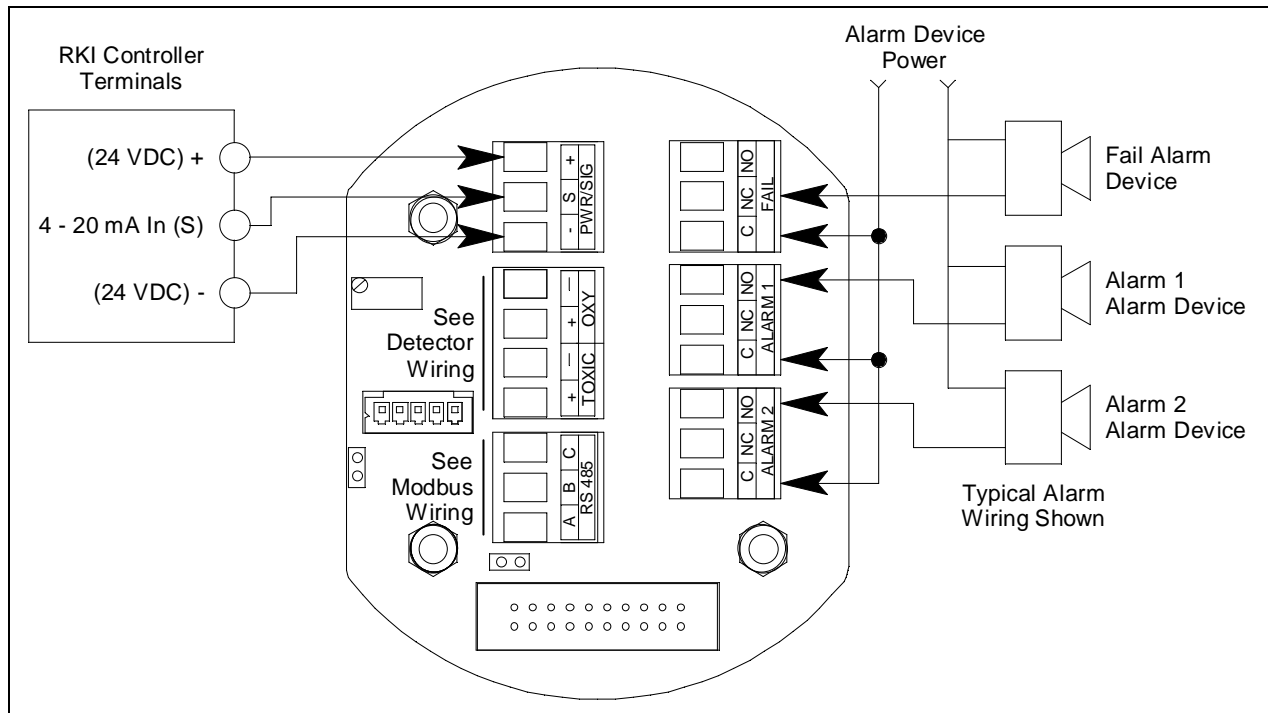 RKI Controller
Terminals
(24 VDC) +
4 - 20 mA In (S)
(24 VDC) -
+
S
-
PWR/SIG
See
Detector
Wiring
—
+
OXY
—
+
TOXIC
See
Modbus
Wiring
C
B
A
RS 485
Alarm Device
Power
NO
NC
C
FAIL
NO
NC
C
ALARM 1
NO
NC
C
ALARM 2
Fail Alarm
Device
Alarm 1
Alarm Device
Alarm 2
Alarm Device
Typical Alarm
Wiring Shown